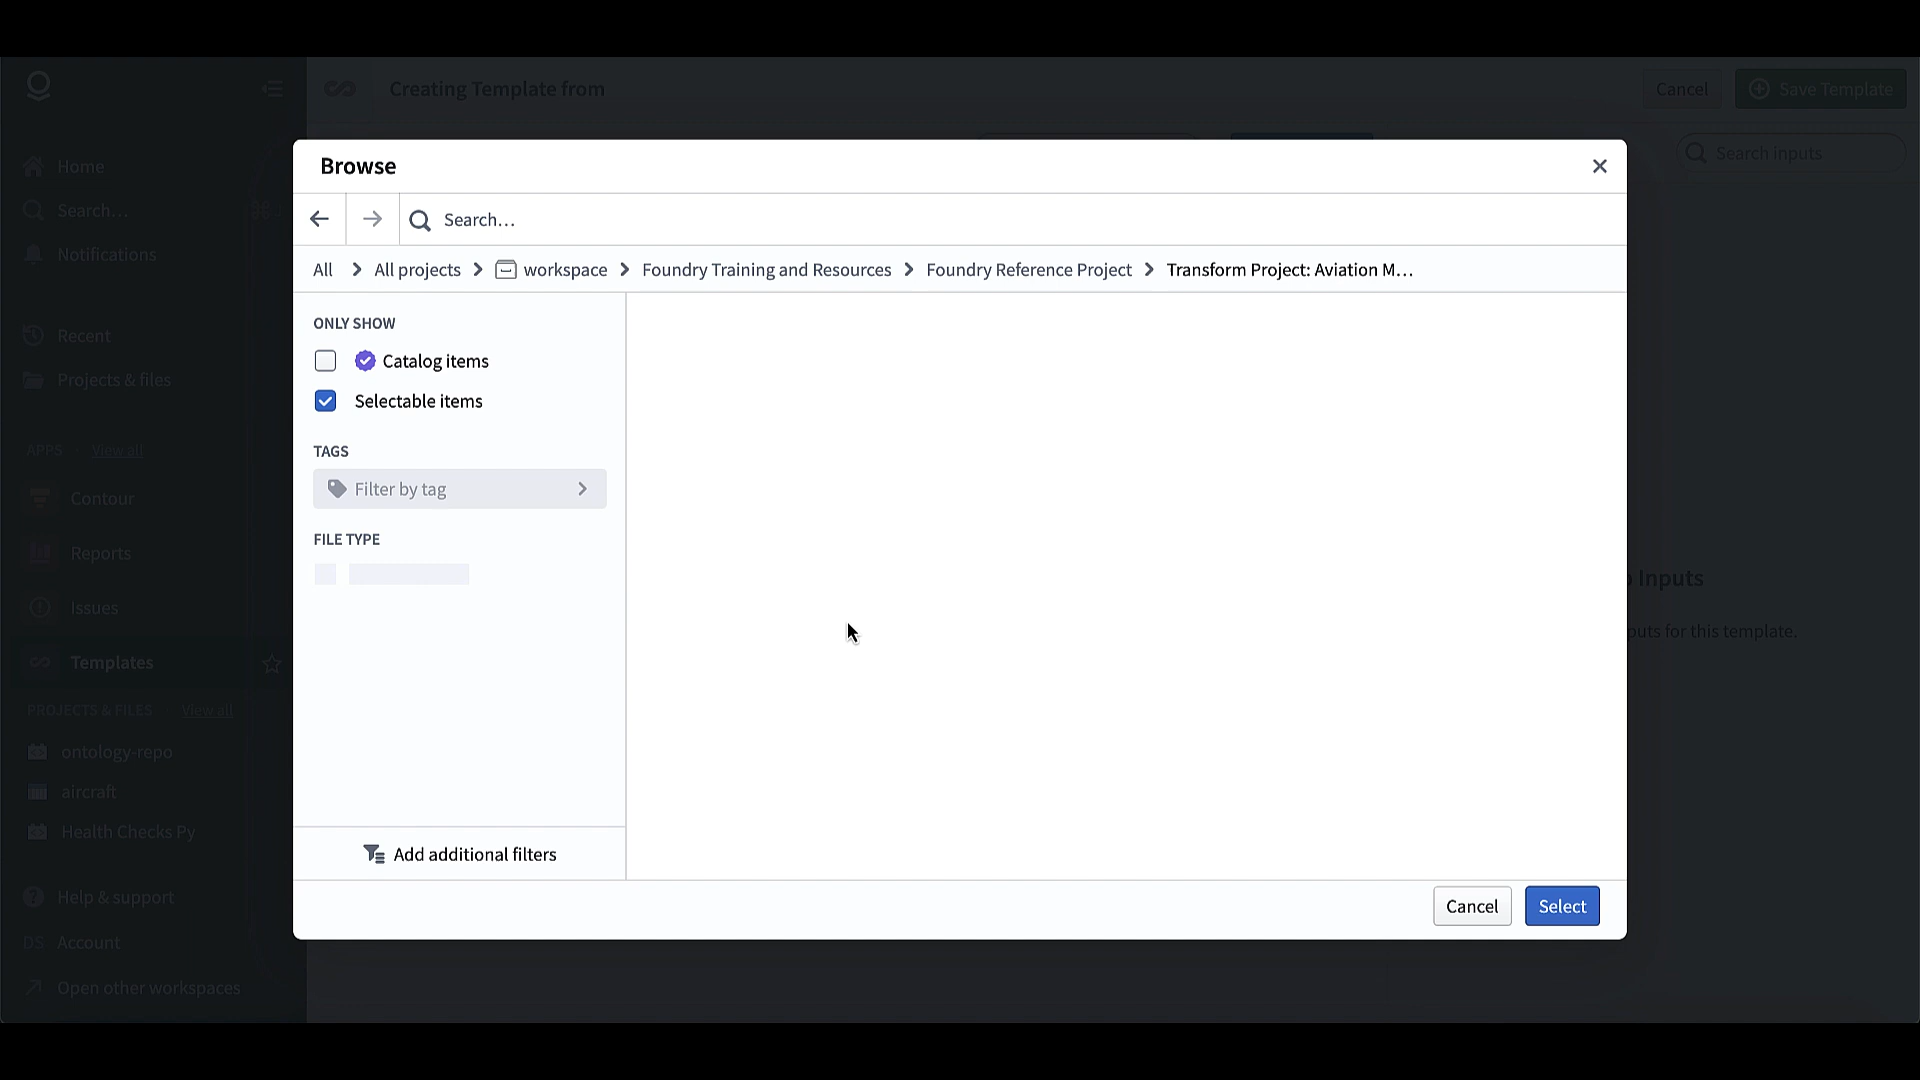 Creating Template from
Cancel
Save Template
Home
Search…
Notifications
Recent
Projects & files
APPS
View all
Contour
Reports
Issues
Templates
PROJECTS & FILES
View all
ontology-repo
aircraft
Health Checks Py
Help & support
DS Account
Open other workspaces
Search inputs
Inputs
puts for this template.
Browse
Search…
All
All projects
workspace
Foundry Training and Resources
Foundry Reference Project
Transform Project: Aviation M…
ONLY SHOW
Catalog items
Selectable items
TAGS
Filter by tag
FILE TYPE
Add additional filters
Cancel
Select